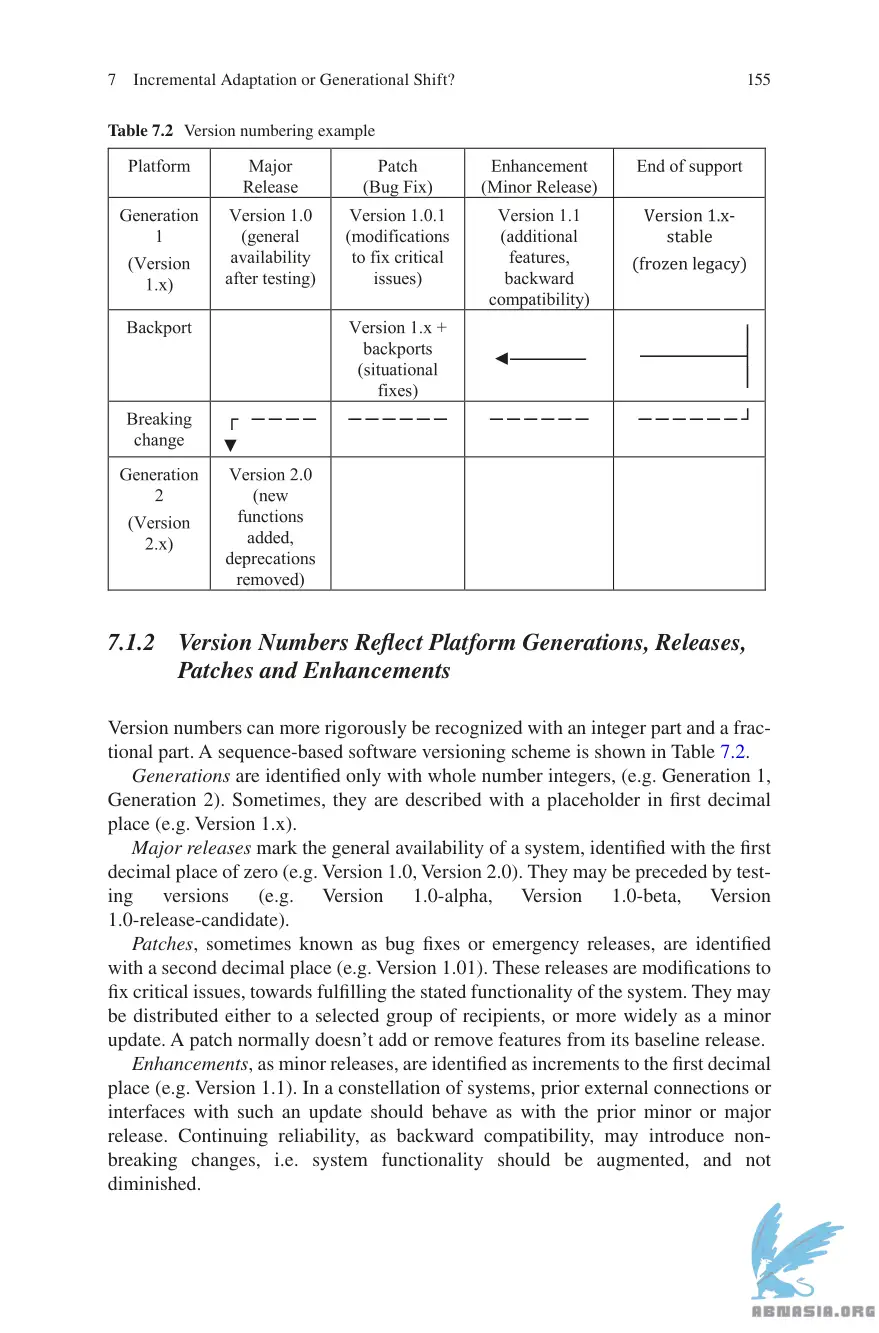 7 Incremental Adaptation or Generational Shift? 155
Table 7.2 Version numbering example
Platform
Major
Release
Patch
(Bug Fix)
Enhancement
(Minor Release)
End of support
Generation
1
(Version
1.x)
Version 1.0
(general
availability
after testing)
Version 1.0.1
(modifications
to fix critical
issues)
Version 1.1
(additional
features,
backward
compatibility)
Version 1.x-
stable
(frozen legacy)
Backport
Version 1.x +
backports
(situational
fixes)
Breaking
change
Generation
2
(Version
2.x)
Version 2.0
(new
functions
added,
deprecations
removed)
7.1.2 Version Numbers Reflect Platform Generations, Releases,
Patches and Enhancements
Version numbers can more rigorously be recognized with an integer part and a frac-
tional part. A sequence-based software versioning scheme is shown in Table 7.2.
Generations are identified only with whole number integers, (e.g. Generation 1,
Generation 2). Sometimes, they are described with a placeholder in first decimal
place (e.g. Version 1.x).
Major releases mark the general availability of a system, identified with the first
decimal place of zero (e.g. Version 1.0, Version 2.0). They may be preceded by test-
ing versions (e.g. Version 1.0-alpha, Version 1.0-beta, Version
1.0-release-candidate).
Patches, sometimes known as bug fixes or emergency releases, are identified
with a second decimal place (e.g. Version 1.01). These releases are modifications to
fix critical issues, towards fulfilling the stated functionality of the system. They may
be distributed either to a selected group of recipients, or more widely as a minor
update. A patch normally doesn't add or remove features from its baseline release.
Enhancements, as minor releases, are identified as increments to the first decimal
place (e.g. Version 1.1). In a constellation of systems, prior external connections or
interfaces with such an update should behave as with the prior minor or major
release. Continuing reliability, as backward compatibility, may introduce non-
breaking changes, i.e. system functionality should be augmented, and not
diminished.
ABNASIA.ORG